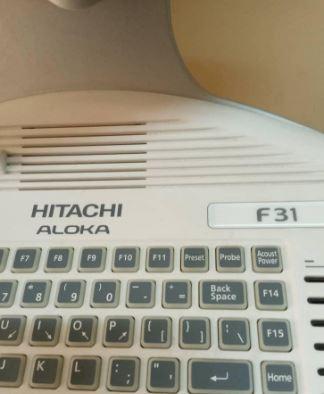 HITACHI
ALOKA
F31
F7 F8 F9 F10 F11 Preset Probe Acoust Power
7 * 8 ( 9 ) 0 = - + = Back Space F14
U I O P { [ } ] \ F15
J K L : ; " ' Home